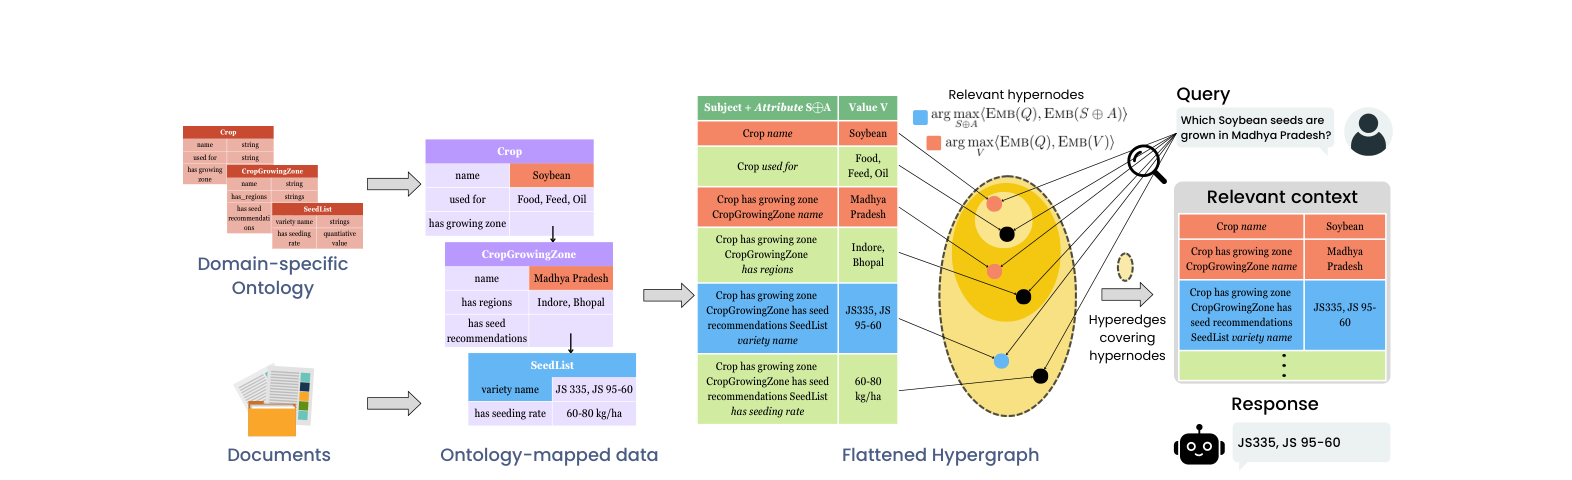 Crop
name string
used for string
has growing
zone
CropGrowingZone
name string
has_regions strings
has seed
recommendati
ons
SeedList
variety name strings
has seeding quantiative
rate value
Domain-specific
Ontology
Documents
Crop
name Soybean
used for Food, Feed, Oil
has growing zone
CropGrowingZone
name Madhya Pradesh
has regions Indore, Bhopal
has seed
recommendations
SeedList
variety name JS 335, JS 95-60
has seeding rate 60-80 kg/ha
Ontology-mapped data
Subject + Attribute S⊕A Value V
Crop name Soybean
Crop used for Food,
Feed, Oil
Crop has growing zone Madhya
CropGrowingZone name Pradesh
Crop has growing zone Indore,
CropGrowingZone Bhopal
has regions
Crop has growing zone
CropGrowingZone has seed JS335, JS
recommendations SeedList 95-60
variety name
Crop has growing zone
CropGrowingZone has seed 60-80
recommendations SeedList kg/ha
has seeding rate
Relevant hypernodes
arg max⟨EMB(Q), EMB(S ⊕ A)⟩
S⊕A
arg max⟨EMB(Q), EMB(V)⟩
V
Flattened Hypergraph
Hyperedges
covering
hypernodes
Query
Which Soybean seeds are
grown in Madhya Pradesh?
Relevant context
Crop name Soybean
Crop has growing zone Madhya
CropGrowingZone name Pradesh
Crop has growing zone
CropGrowingZone has JS335, JS 95-
seed recommendations 60
SeedList variety name
Response
JS335, JS 95-60